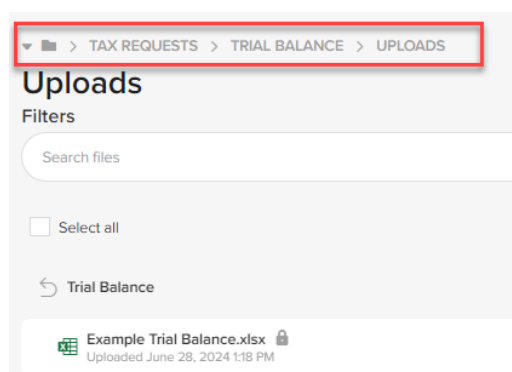 > TAX REQUESTS > TRIAL BALANCE > UPLOADS
Uploads
Filters
Search files
Select all
Trial Balance
Example Trial Balance.xlsx
Uploaded June 28, 2024 1:18 PM